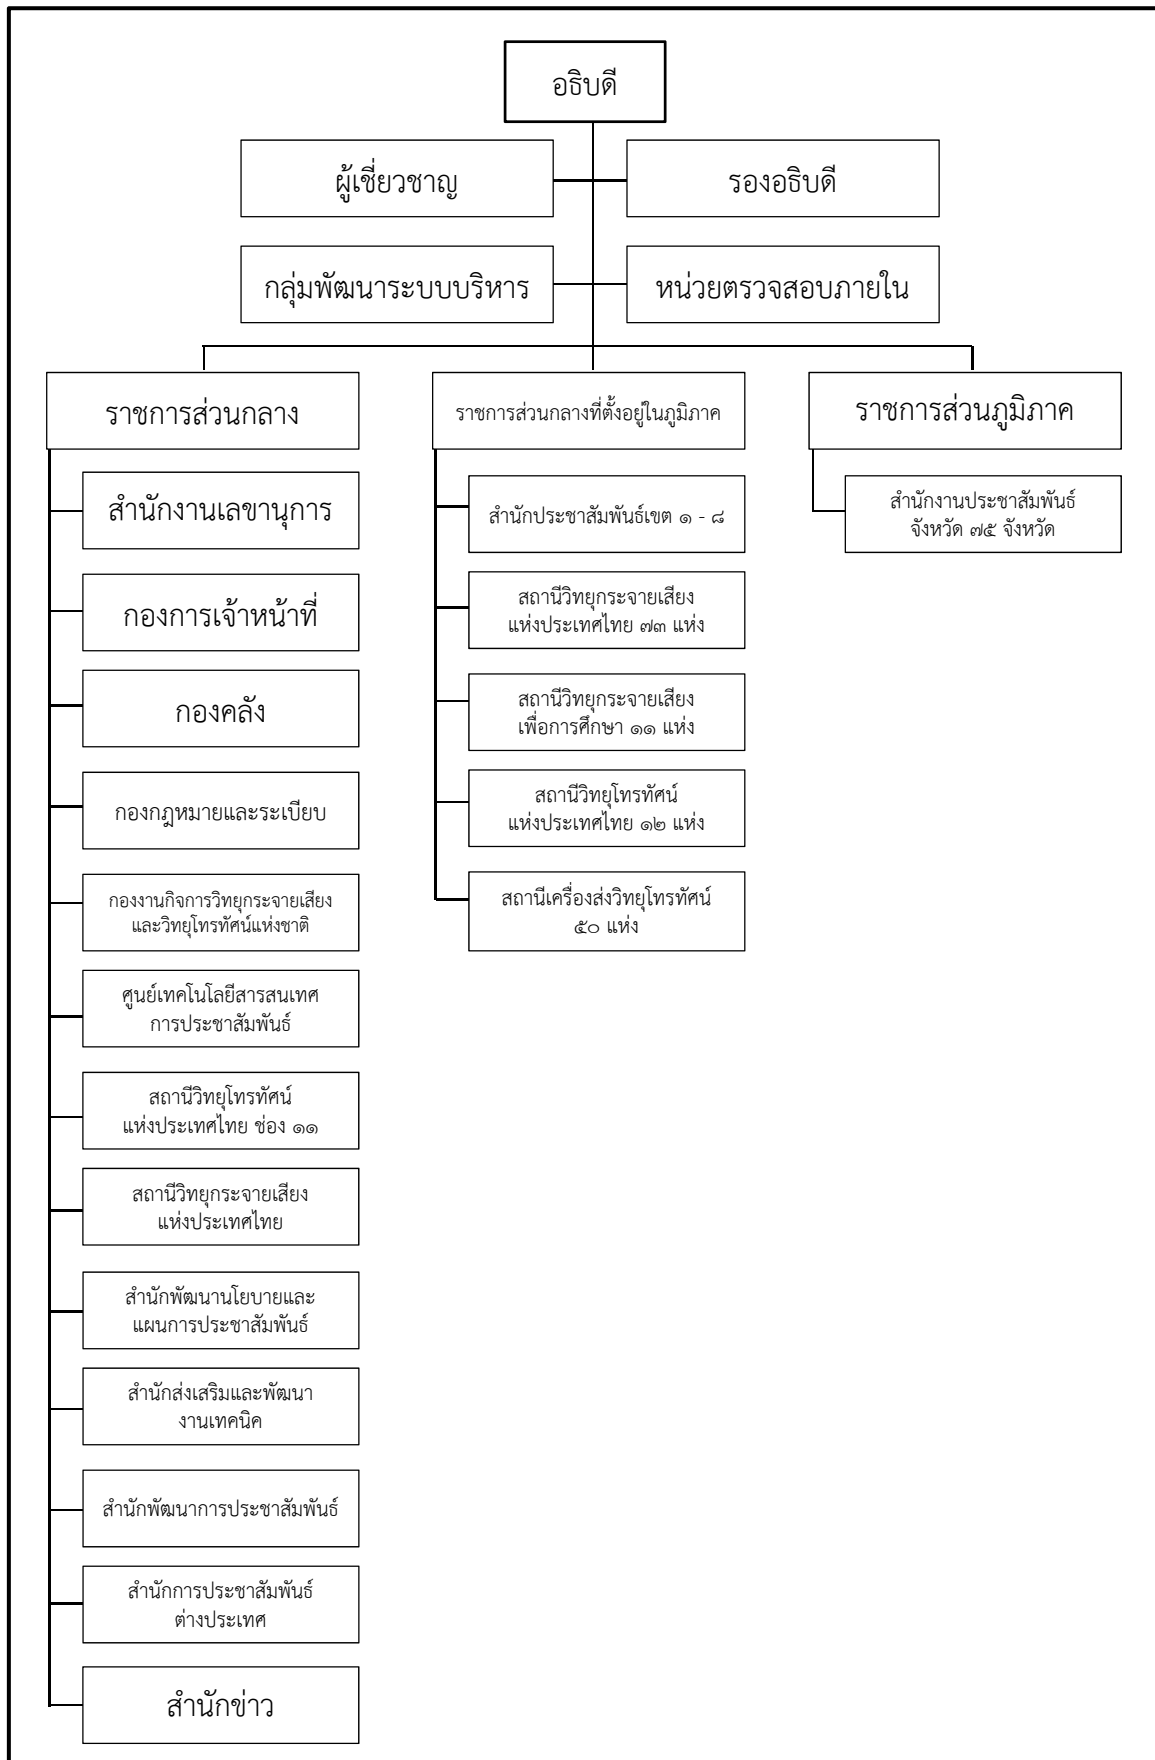 อธิบดี
ผู้เชี่ยวชาญ
รองอธิบดี
กลุ่มพัฒนาระบบบริหาร
หน่วยตรวจสอบภายใน
ราชการส่วนกลาง
สำนักงานเลขานุการ
กองการเจ้าหน้าที่
กองคลัง
กองกฎหมายและระเบียบ
กองงานกิจการวิทยุกระจายเสียง
และวิทยุโทรทัศน์แห่งชาติ
ศูนย์เทคโนโลยีสารสนเทศ
การประชาสัมพันธ์
สถานีวิทยุโทรทัศน์
แห่งประเทศไทย ช่อง ๑๑
สถานีวิทยุกระจายเสียง
แห่งประเทศไทย
สำนักพัฒนานโยบายและ
แผนการประชาสัมพันธ์
สำนักส่งเสริมและพัฒนา
งานเทคนิค
สำนักพัฒนาการประชาสัมพันธ์
สำนักการประชาสัมพันธ์
ต่างประเทศ
สำนักข่าว
ราชการส่วนกลางที่ตั้งอยู่ในภูมิภาค
สำนักประชาสัมพันธ์เขต ๑ - ๘
สถานีวิทยุกระจายเสียง
แห่งประเทศไทย ๗๓ แห่ง
สถานีวิทยุกระจายเสียง
เพื่อการศึกษา ๑๑ แห่ง
สถานีวิทยุโทรทัศน์
แห่งประเทศไทย ๑๒ แห่ง
สถานีเครื่องส่งวิทยุโทรทัศน์
๕๐ แห่ง
ราชการส่วนภูมิภาค
สำนักงานประชาสัมพันธ์
จังหวัด ๗๕ จังหวัด